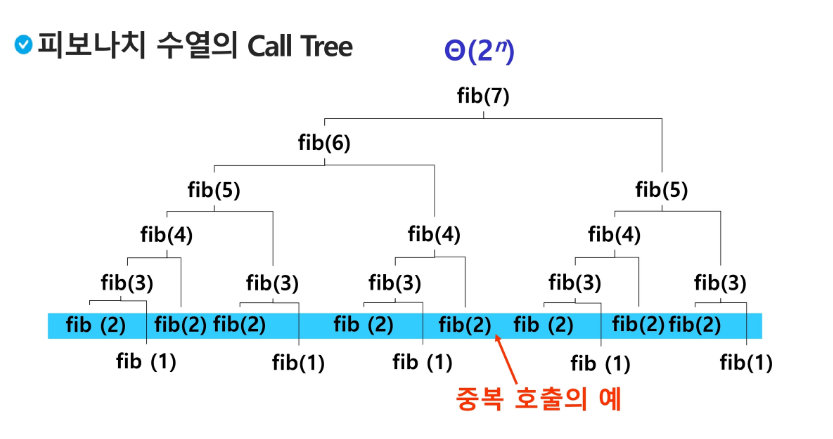 피보나치 수열의 Call Tree
Θ(2ⁿ)
fib(7)
fib(6)
fib(5) fib(5)
fib(4) fib(4) fib(4)
fib(3) fib(3) fib(3) fib(3) fib(3)
fib (2) fib(2) fib(2) fib (2) fib(2) fib (2) fib(2) fib(2)
fib (1) fib(1) fib (1) fib (1) fib(1)
중복 호출의 예